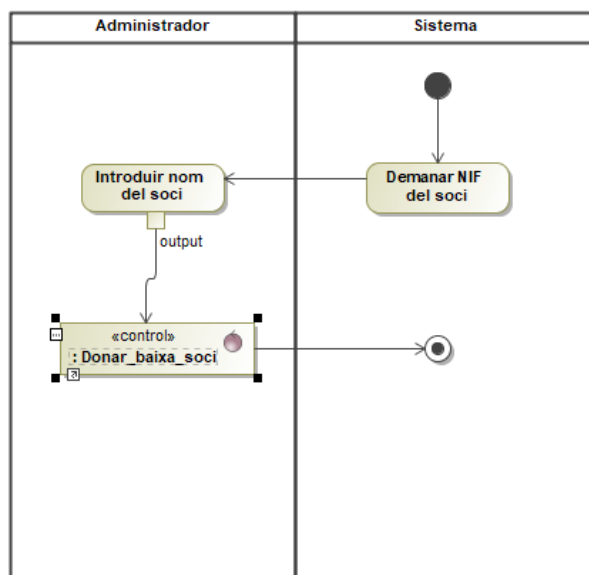 Administrador
Sistema
Introduir nom
del soci
Demanar NIF
del soci
output
«control»
: Donar_baixa_soci